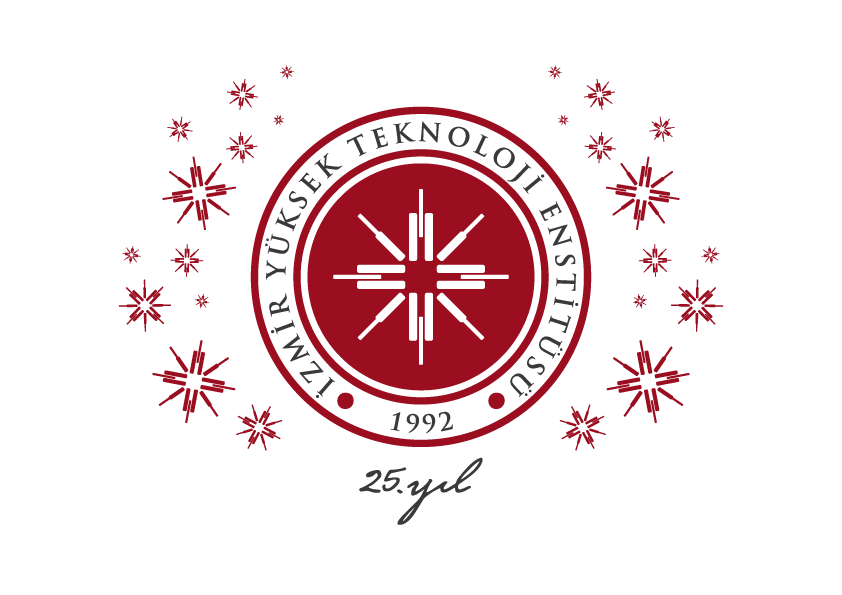 İZMİR YÜKSEK TEKNOLOJİ ENSTİTÜSÜ
1992
25.yıl